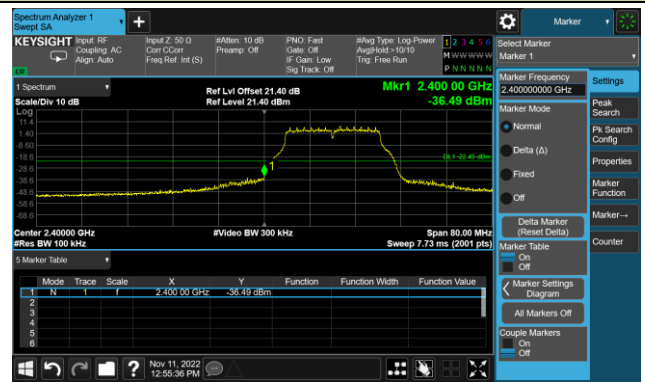 Spectrum Analyzer 1
Swept SA
+
Marker
KEYSIGHT
Input: RF
Coupling: AC
Align: Auto
Input Z: 50 Ω
Corr CCorr
Freq Ref: Int (S)
#Atten: 10 dB
Preamp: Off
PNO: Fast
Gate: Off
IF Gain: Low
Sig Track: Off
#Avg Type: Log-Power
Avg|Hold:>10/10
Trig: Free Run
1 2 3 4 5 6
M W W W W W
P N N N N N
LV
Select Marker
Marker 1
1 Spectrum
Scale/Div 10 dB
Log
Ref Lvl Offset 21.40 dB
Ref Level 21.40 dBm
Mkr1 2.400 00 GHz
-36.49 dBm
11.4
1.40
-8.60
-18.6
-28.6
-38.6
-48.6
-58.6
-68.6
DL1 -22.49 dBm
1
Center 2.40000 GHz
#Res BW 100 kHz
#Video BW 300 kHz
Span 80.00 MHz
Sweep 7.73 ms (2001 pts)
5 Marker Table
Mode Trace Scale X Y Function Function Width Function Value
1 N 1 f 2.400 00 GHz -36.49 dBm
2
3
4
5
6
Marker Frequency
2.400000000 GHz
Marker Mode
Normal
Delta (Δ)
Fixed
Off
Delta Marker
(Reset Delta)
Marker Table
On
Off
Marker Settings
Diagram
All Markers Off
Couple Markers
On
Off
Settings
Peak
Search
Pk Search
Config
Properties
Marker
Function
Marker→
Counter
?
Nov 11, 2022
12:55:36 PM